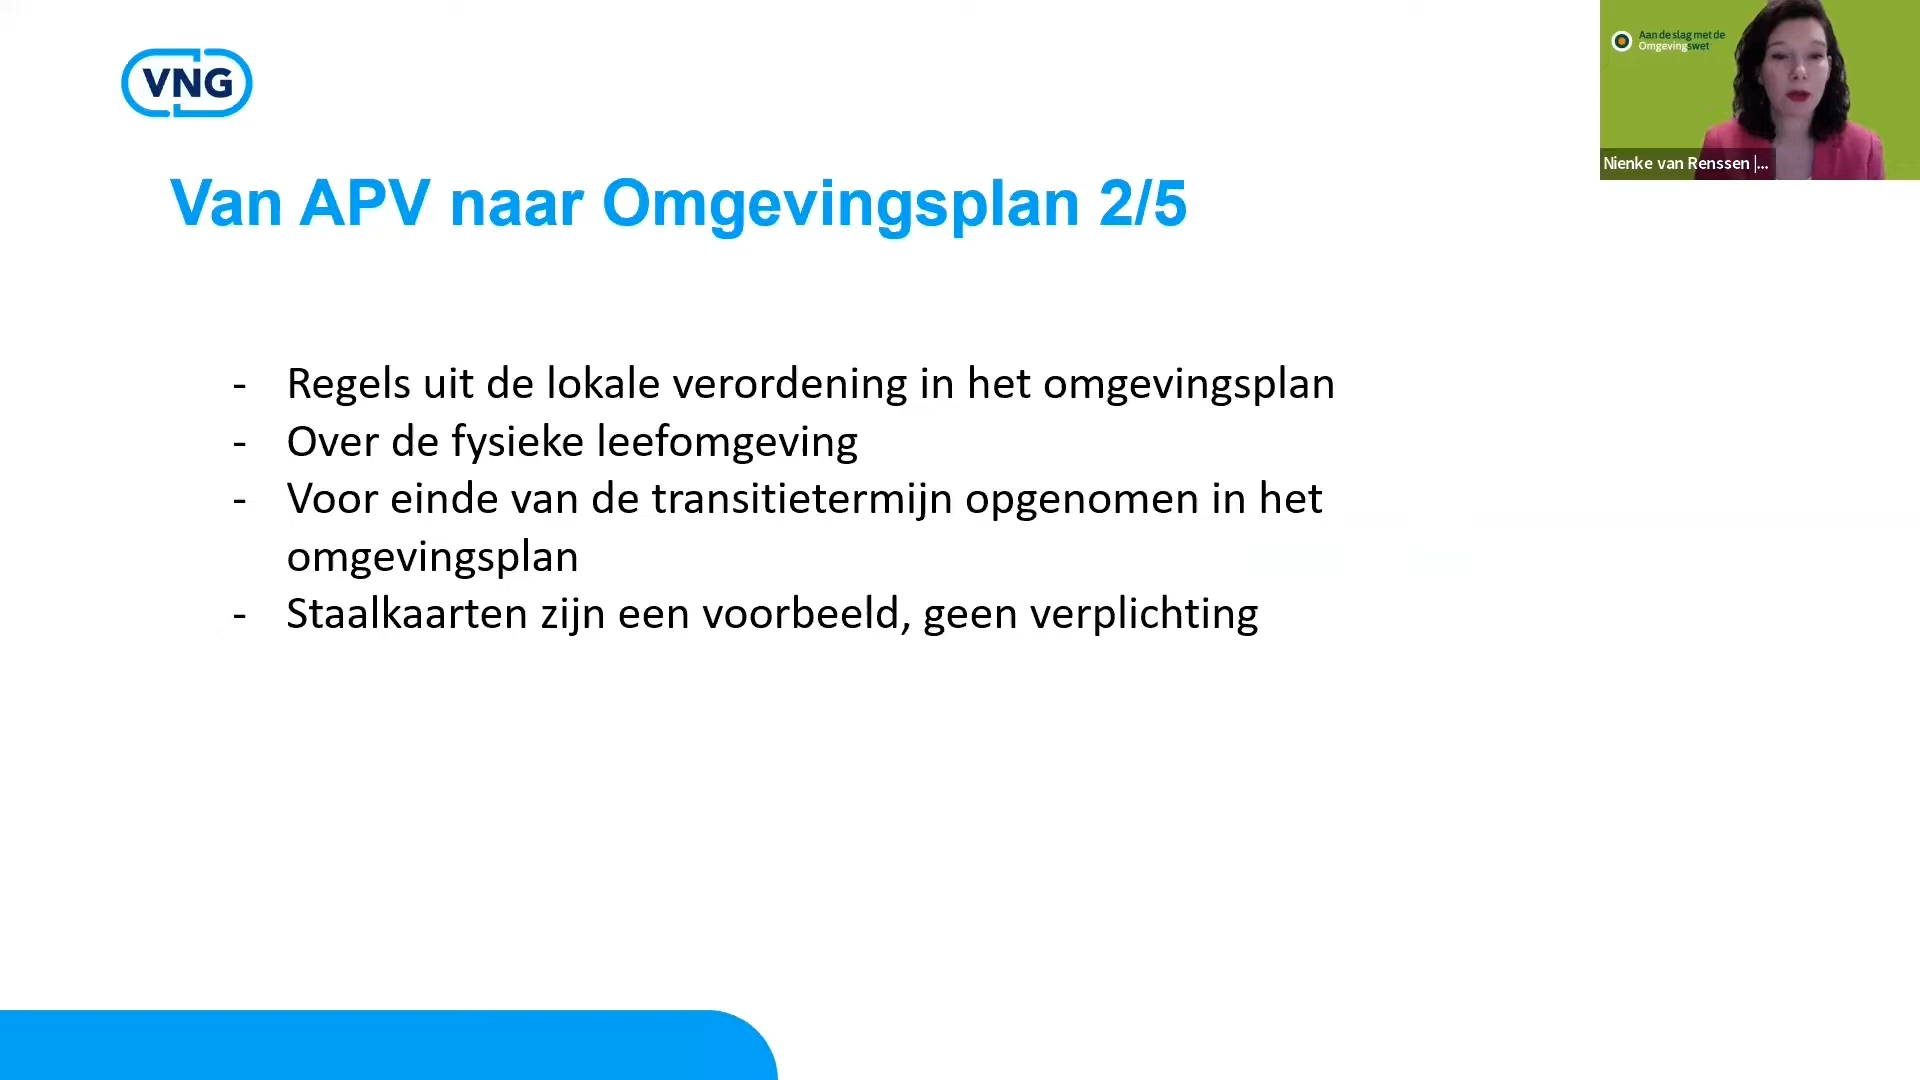 VNG
Aan de slag met de
Omgevingswet
Nienke van Renssen |...
Van APV naar Omgevingsplan 2/5
- Regels uit de lokale verordening in het omgevingsplan
- Over de fysieke leefomgeving
- Voor einde van de transitietermijn opgenomen in het
omgevingsplan
- Staalkaarten zijn een voorbeeld, geen verplichting